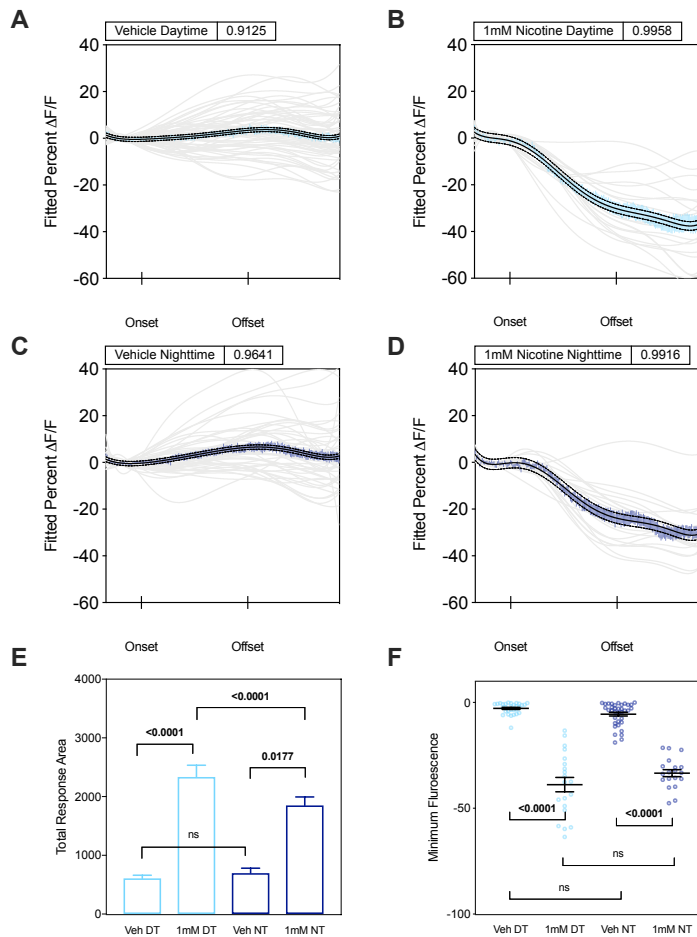 A
B
Vehicle Daytime 0.9125
1mM Nicotine Daytime 0.9958
Fitted Percent ΔF/F
40
20
0
-20
-40
-60
Onset
Offset
Fitted Percent ΔF/F
40
20
0
-20
-40
-60
Onset
Offset
C
D
Vehicle Nighttime 0.9641
1mM Nicotine Nighttime 0.9916
Fitted Percent ΔF/F
40
20
0
-20
-40
-60
Onset
Offset
Fitted Percent ΔF/F
40
20
0
-20
-40
-60
Onset
Offset
E
Total Response Area
4000
3000
2000
1000
0
<0.0001
<0.0001
0.0177
ns
Veh DT
1mM DT
Veh NT
1mM NT
F
Minimum Fluroescence
0
-50
-100
<0.0001
<0.0001
ns
ns
Veh DT
1mM DT
Veh NT
1mM NT